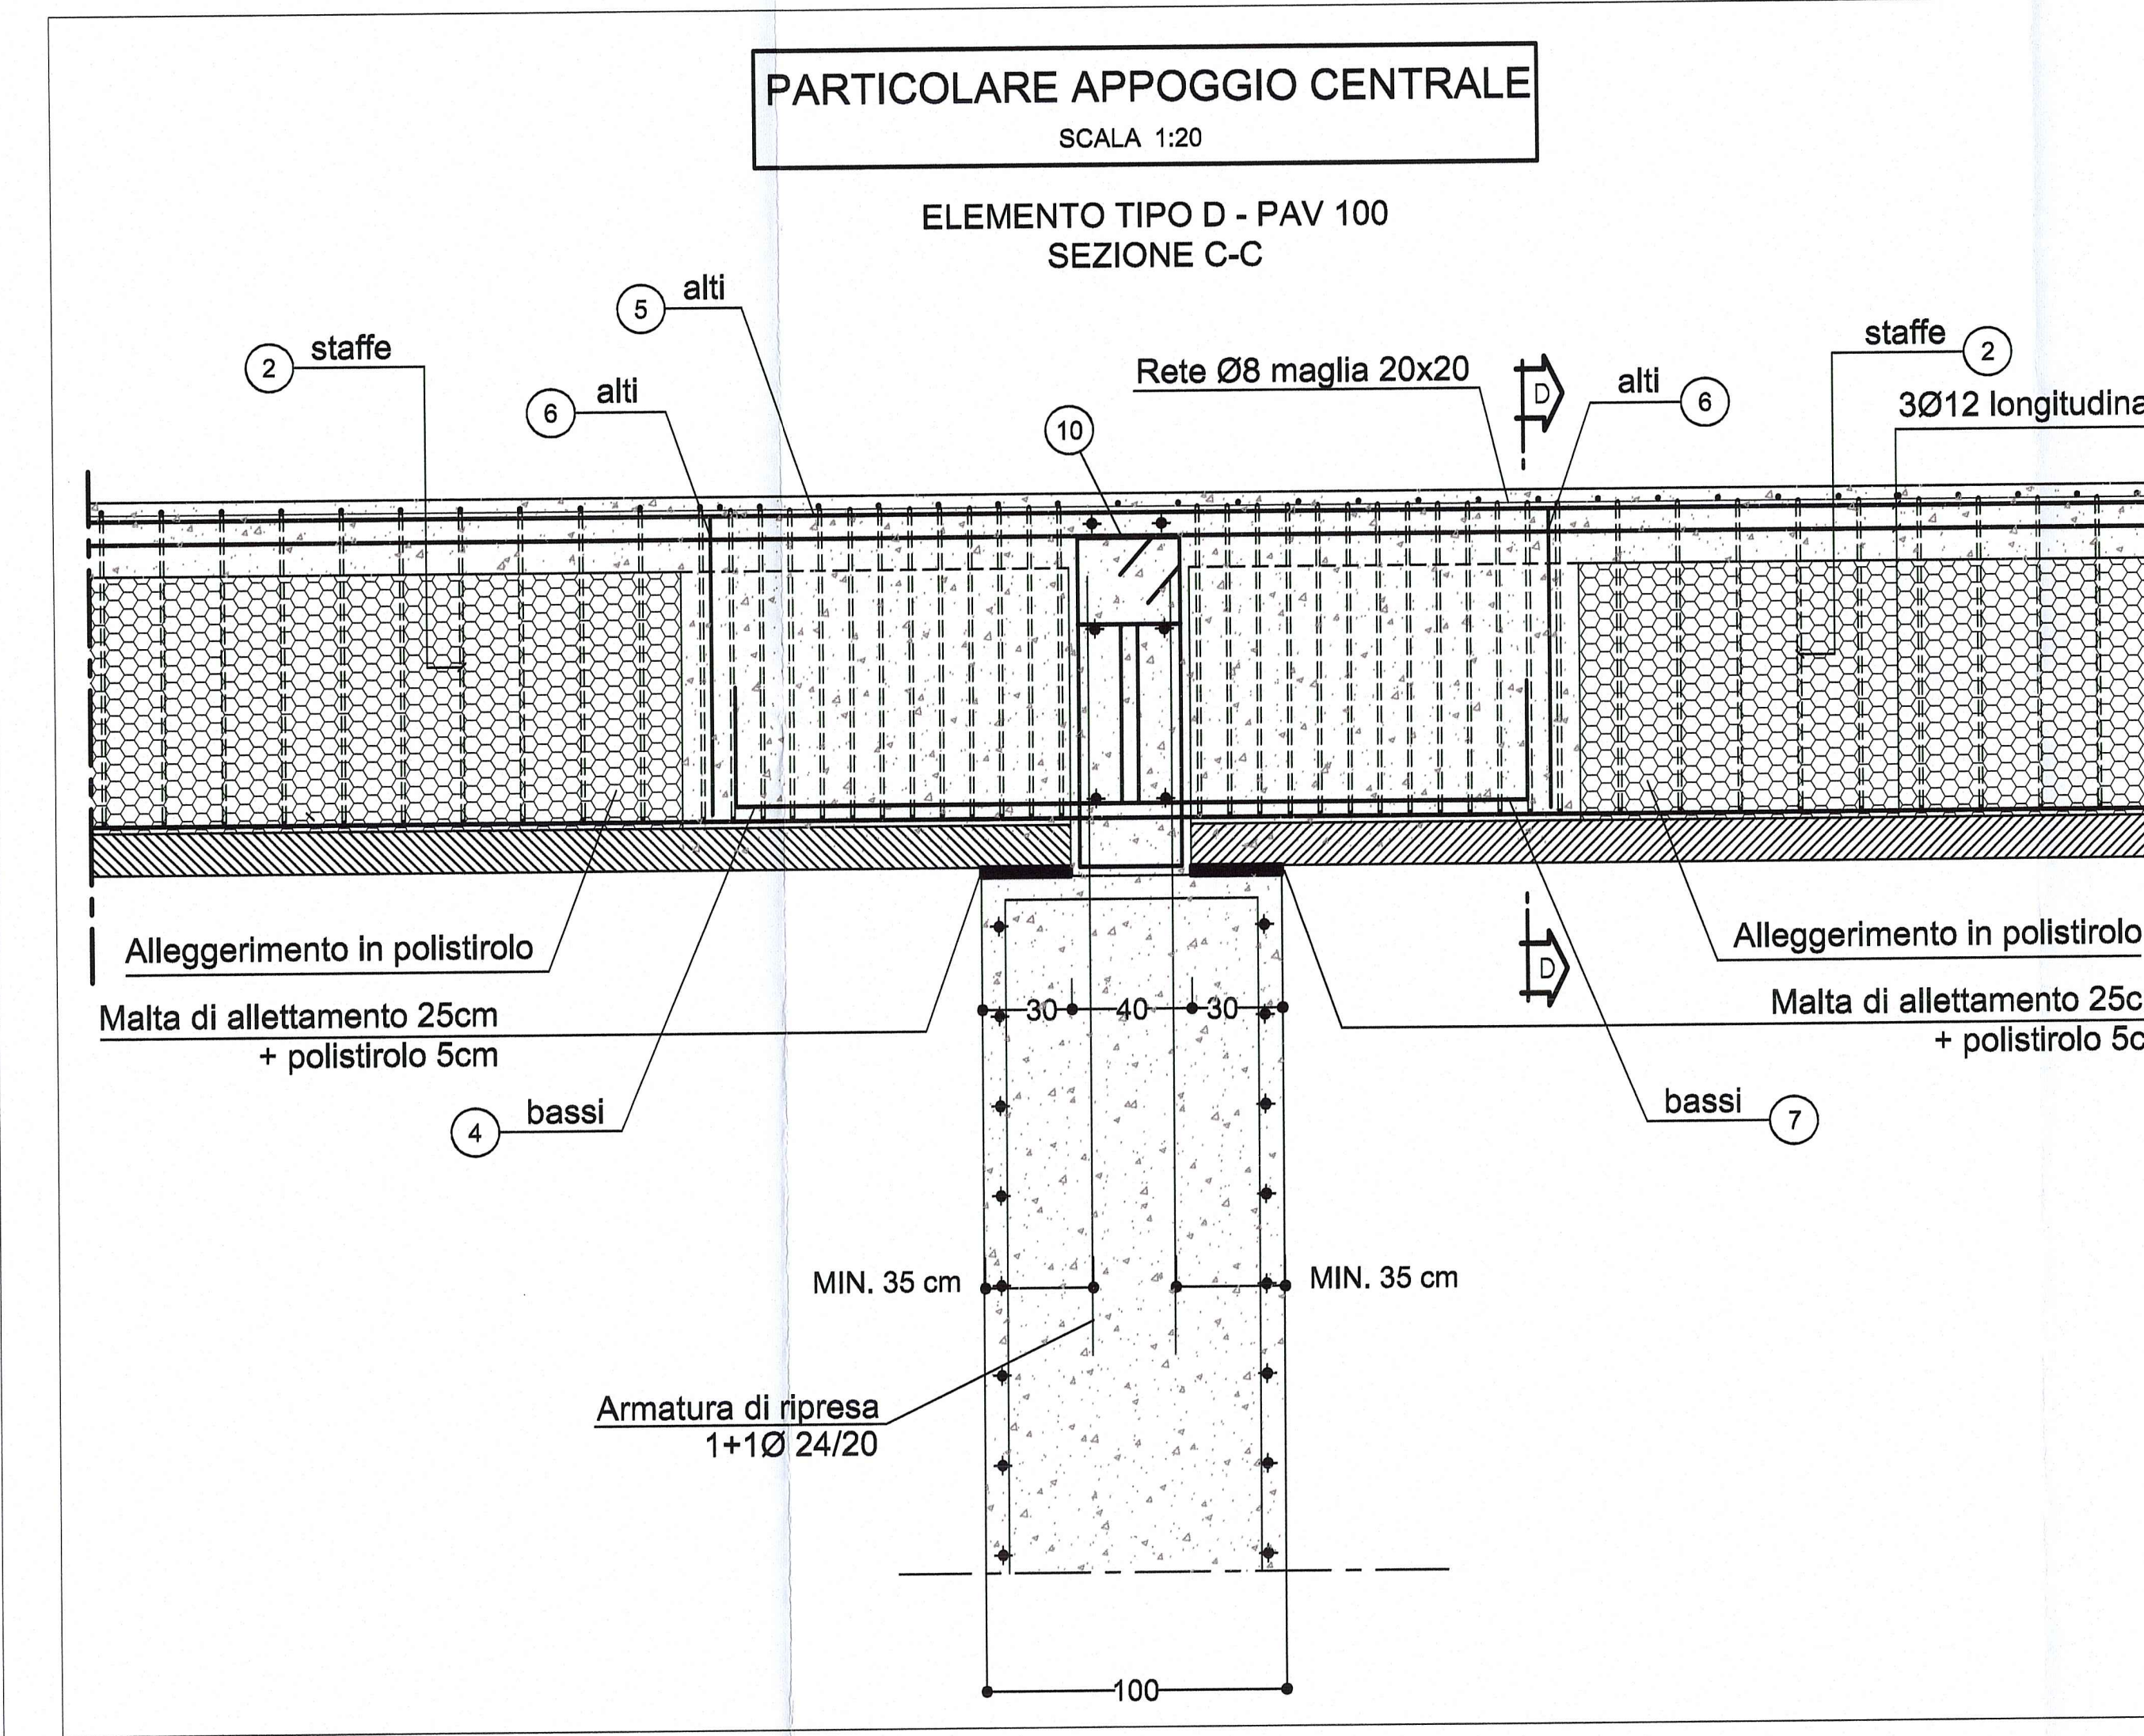 PARTICOLARE APPOGGIO CENTRALE
SCALA 1:20
ELEMENTO TIPO D - PAV 100
SEZIONE C-C
5 alti
2 staffe
6 alti
10
Rete Ø8 maglia 20x20
D
alti 6
staffe 2
3Ø12 longitudina
Alleggerimento in polistirolo
Malta di allettamento 25cm
+ polistirolo 5cm
4 bassi
30 40 30
D
Alleggerimento in polistirolo
Malta di allettamento 25c
+ polistirolo 5c
bassi 7
MIN. 35 cm
MIN. 35 cm
Armatura di ripresa
1+1Ø 24/20
100